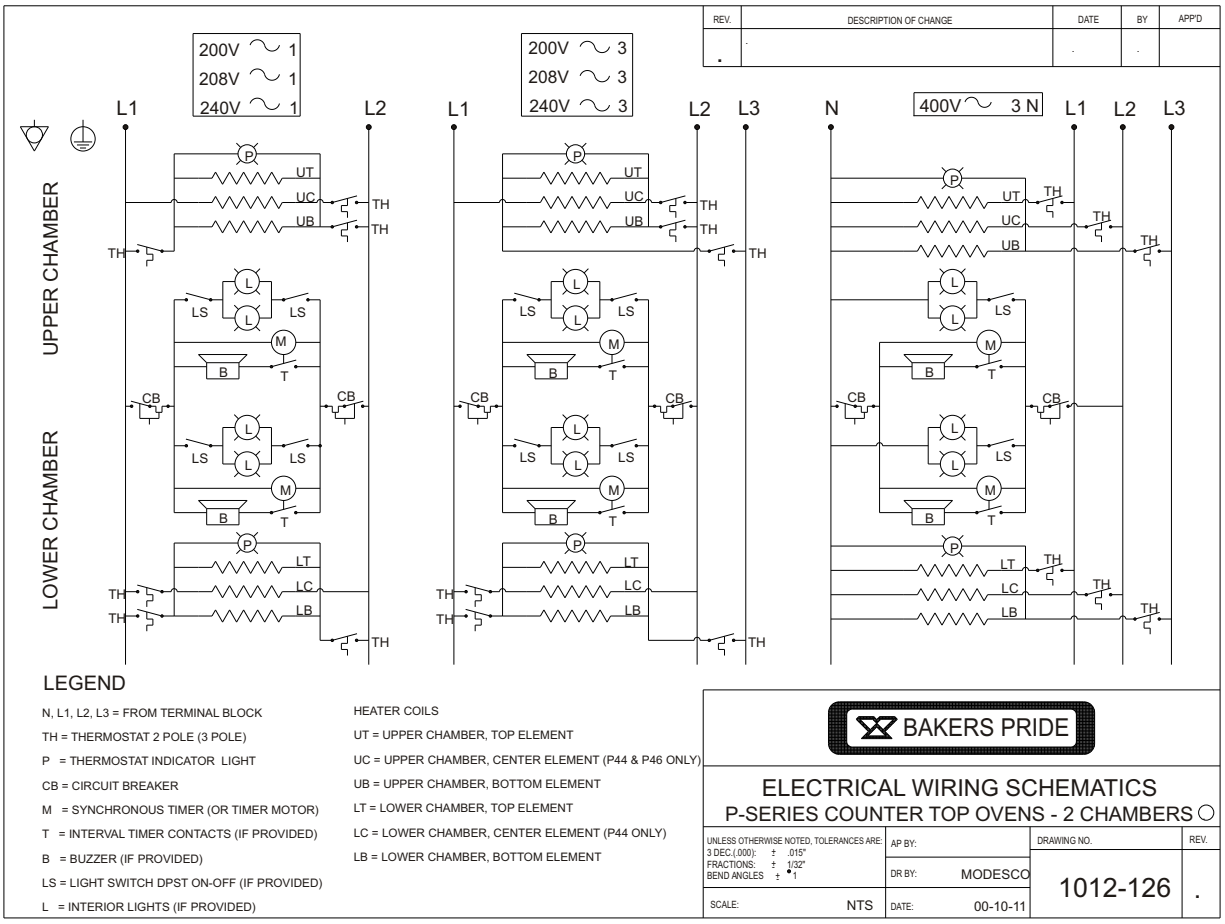 REV. DESCRIPTION OF CHANGE DATE BY APP'D
.
200V 1
208V 1
240V 1
L1 L2
P
UT
UC TH
UB TH
TH
L
LS LS
L
M
B T
CB CB
L
LS LS
L
M
B T
P
LT
TH LC
TH LB
TH
200V 3
208V 3
240V 3
L1 L2 L3
P
UT
UC TH
UB TH
TH
L
LS LS
L
M
B T
CB CB
L
LS LS
L
M
B T
P
LT
TH LC
TH LB
TH
400V 3 N
N L1 L2 L3
P
UT TH
UC TH
UB TH
L
LS
L
M
B T
CB CB
L
LS
L
M
B T
P
LT TH
LC TH
LB TH
UPPER CHAMBER
LOWER CHAMBER
LEGEND
N, L1, L2, L3 = FROM TERMINAL BLOCK
TH = THERMOSTAT 2 POLE (3 POLE)
P = THERMOSTAT INDICATOR LIGHT
CB = CIRCUIT BREAKER
M = SYNCHRONOUS TIMER (OR TIMER MOTOR)
T = INTERVAL TIMER CONTACTS (IF PROVIDED)
B = BUZZER (IF PROVIDED)
LS = LIGHT SWITCH DPST ON-OFF (IF PROVIDED)
L = INTERIOR LIGHTS (IF PROVIDED)
HEATER COILS
UT = UPPER CHAMBER, TOP ELEMENT
UC = UPPER CHAMBER, CENTER ELEMENT (P44 & P46 ONLY)
UB = UPPER CHAMBER, BOTTOM ELEMENT
LT = LOWER CHAMBER, TOP ELEMENT
LC = LOWER CHAMBER, CENTER ELEMENT (P44 ONLY)
LB = LOWER CHAMBER, BOTTOM ELEMENT
BAKERS PRIDE
ELECTRICAL WIRING SCHEMATICS
P-SERIES COUNTER TOP OVENS - 2 CHAMBERS
UNLESS OTHERWISE NOTED, TOLERANCES ARE:
3 DEC.(.000): ± .015"
FRACTIONS: ± 1/32"
BEND ANGLES ± 1
SCALE: NTS
AP BY:
DR BY: MODESCO
DATE: 00-10-11
DRAWING NO.
1012-126
REV.
.